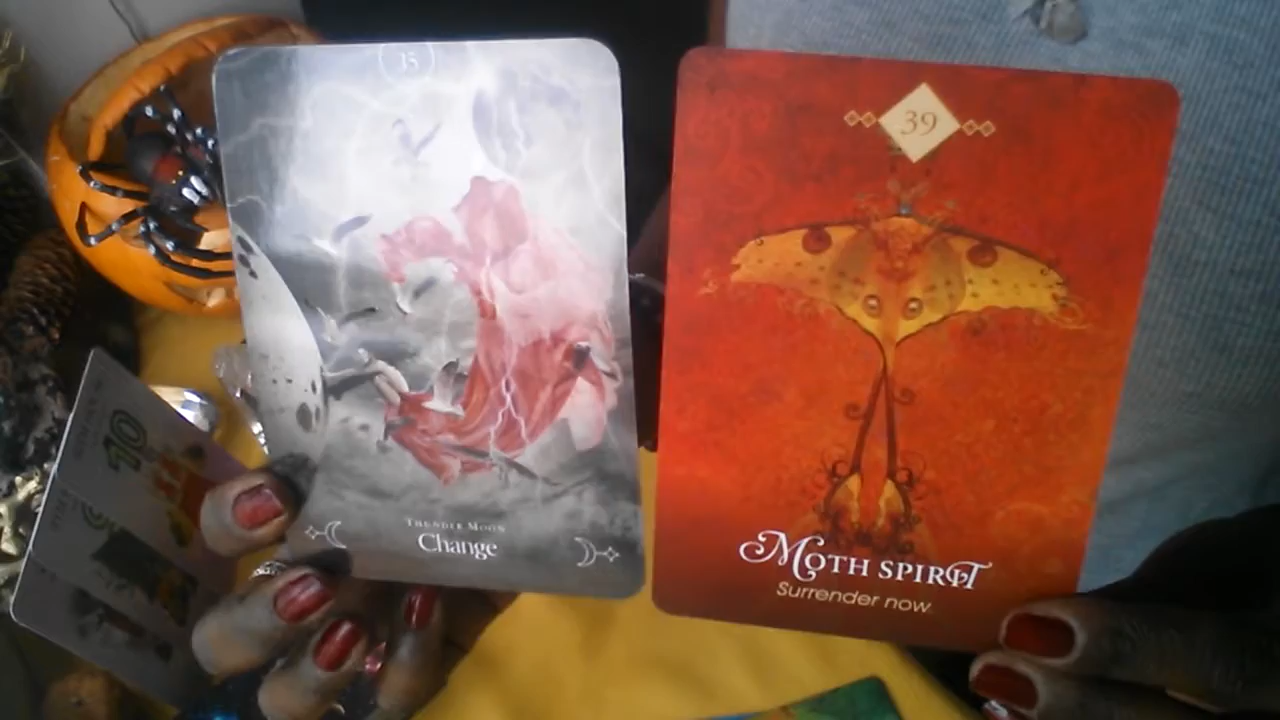 15
THUNDER MOON
Change
39
MOTH SPIRIT
Surrender now
10